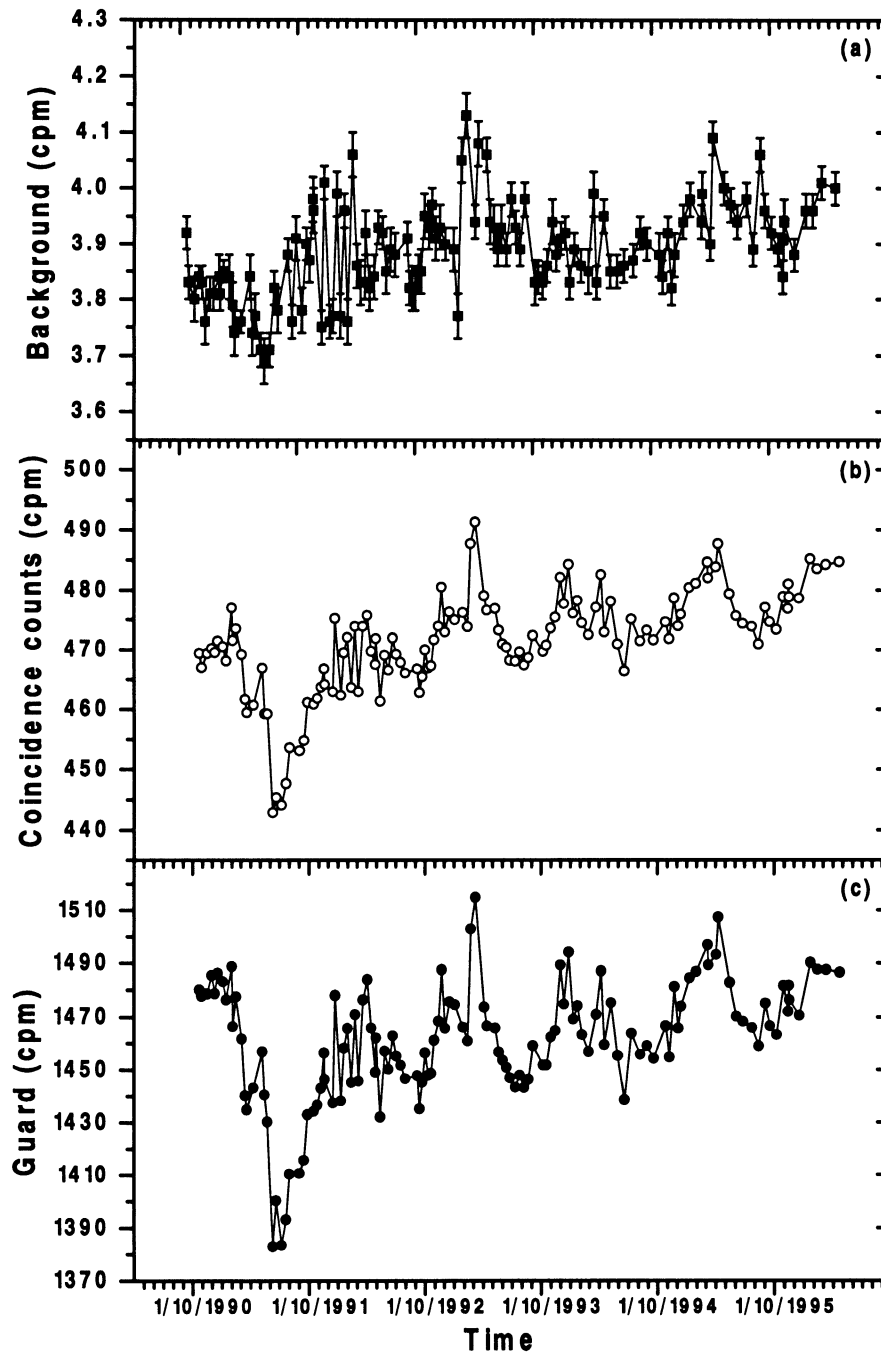 4.3
(a)
4.2
4.1
4.0
3.9
3.8
3.7
3.6
Background (cpm)
500
(b)
490
480
470
460
450
440
Coincidence counts (cpm)
(c)
1510
1490
1470
1450
1430
1410
1390
1370
Guard (cpm)
1/10/1990 1/10/1991 1/10/1992 1/10/1993 1/10/1994 1/10/1995
Time